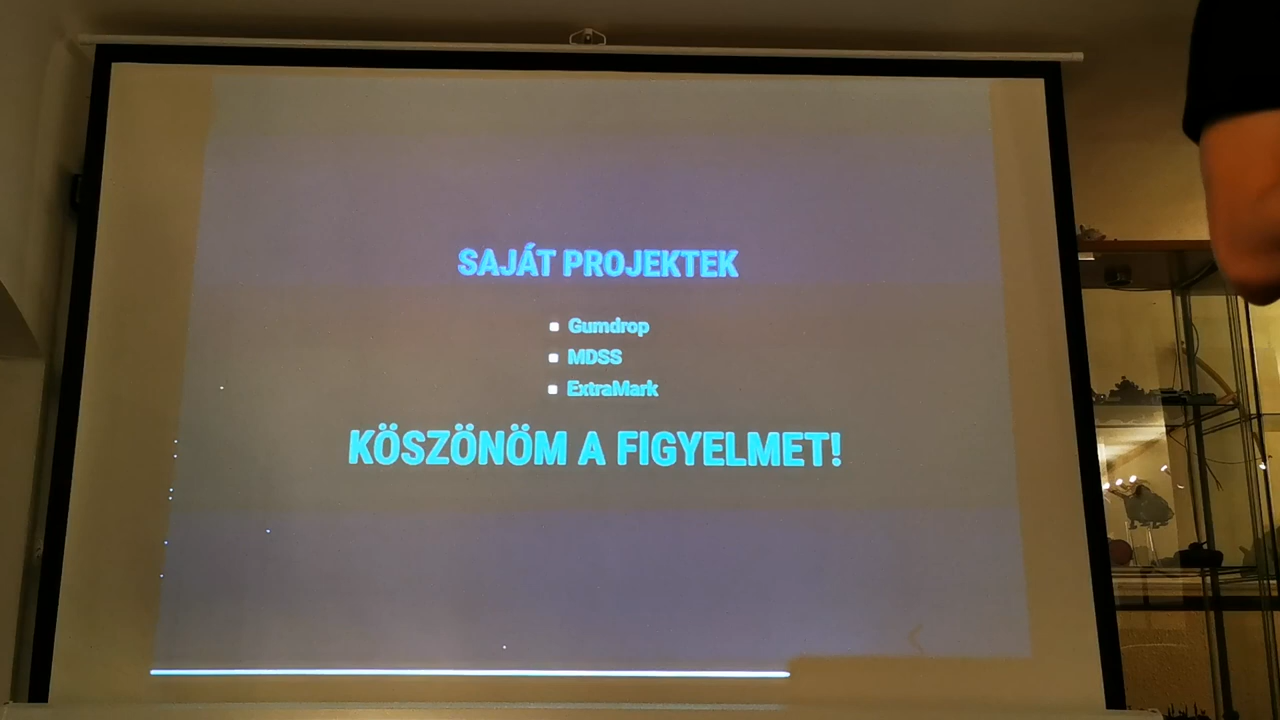 SAJÁT PROJEKTEK
Gumdrop
MDSS
ExtraMark
KÖSZÖNÖM A FIGYELMET!